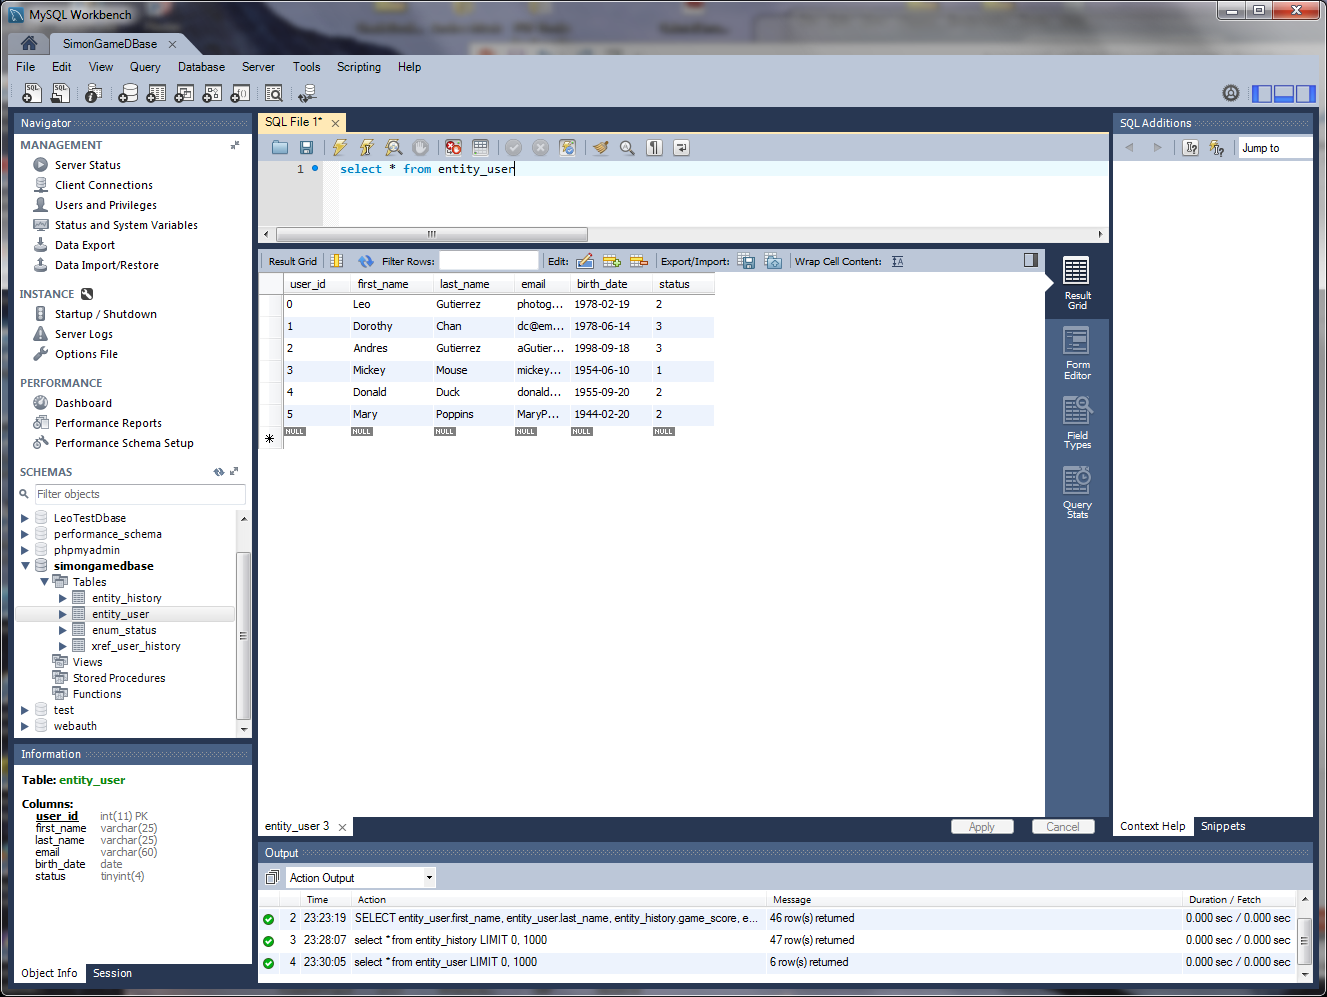 MySQL Workbench
SimonGameDBase
File Edit View Query Database Server Tools Scripting Help
Navigator
MANAGEMENT
Server Status
Client Connections
Users and Privileges
Status and System Variables
Data Export
Data Import/Restore
INSTANCE
Startup / Shutdown
Server Logs
Options File
PERFORMANCE
Dashboard
Performance Reports
Performance Schema Setup
SCHEMAS
Filter objects
LeoTestDbase
performance_schema
phpmyadmin
simongamedbase
Tables
entity_history
entity_user
enum_status
xref_user_history
Views
Stored Procedures
Functions
test
webauth
Information
Table: entity_user
Columns:
user_id int(11) PK
first_name varchar(25)
last_name varchar(25)
email varchar(60)
birth_date date
status tinyint(4)
Object Info Session
SQL File 1*
1 select * from entity_user
Result Grid Filter Rows: Edit: Export/Import: Wrap Cell Content:
user_id first_name last_name email birth_date status
0 Leo Gutierrez photog... 1978-02-19 2
1 Dorothy Chan dc@em... 1978-06-14 3
2 Andres Gutierrez aGutier... 1998-09-18 3
3 Mickey Mouse mickey... 1954-06-10 1
4 Donald Duck donald... 1955-09-20 2
5 Mary Poppins MaryP... 1944-02-20 2
NULL NULL NULL NULL NULL NULL
Result
Grid
Form
Editor
Field
Types
Query
Stats
entity_user 3
Apply Cancel
SQL Additions
Jump to
Context Help Snippets
Output
Action Output
Time Action Message Duration / Fetch
2 23:23:19 SELECT entity_user.first_name, entity_user.last_name, entity_history.game_score, e... 46 row(s) returned 0.000 sec / 0.000 sec
3 23:28:07 select * from entity_history LIMIT 0, 1000 47 row(s) returned 0.000 sec / 0.000 sec
4 23:30:05 select * from entity_user LIMIT 0, 1000 6 row(s) returned 0.000 sec / 0.000 sec